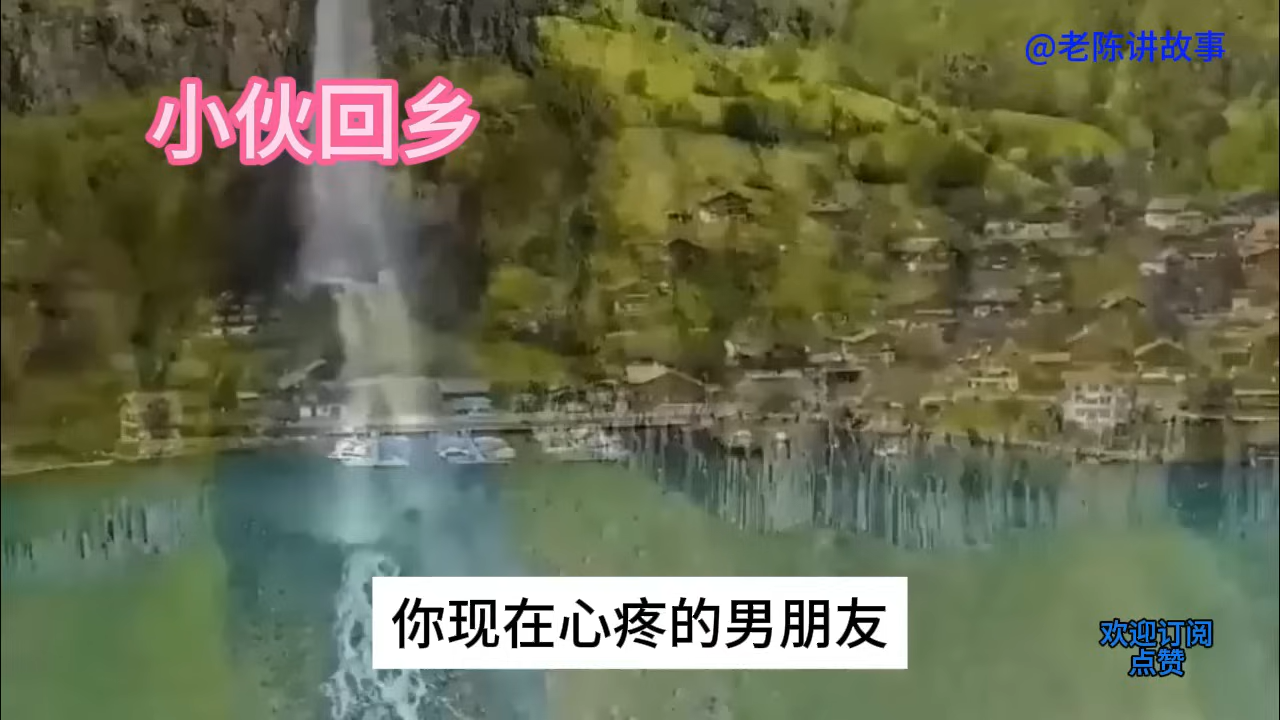 @老陈讲故事
小伙回乡
你现在心疼的男朋友
欢迎订阅
点赞